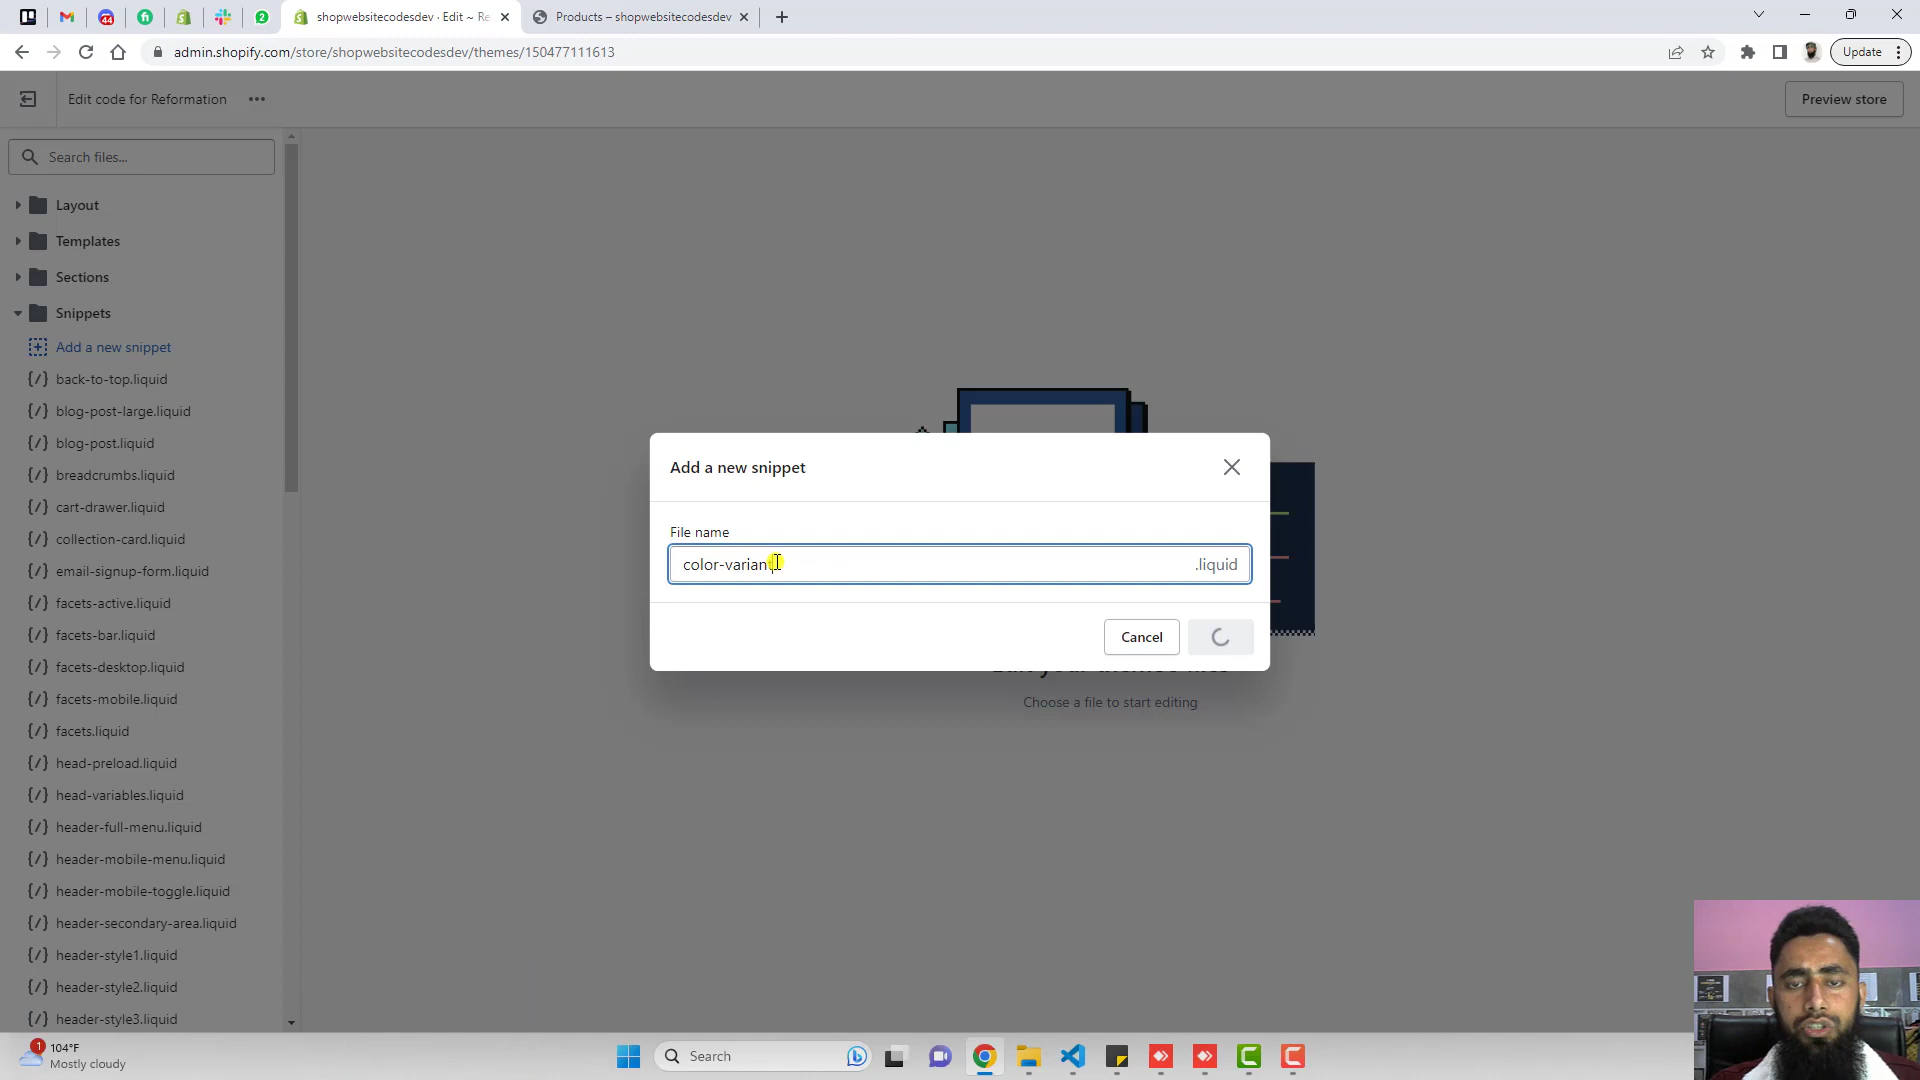 44
2
shopwebsitecodesdev · Edit ~ Re
Products – shopwebsitecodesdev
admin.shopify.com/store/shopwebsitecodesdev/themes/150477111613
Update
Edit code for Reformation
Preview store
Search files...
Layout
Templates
Sections
Snippets
Add a new snippet
{/} back-to-top.liquid
{/} blog-post-large.liquid
{/} blog-post.liquid
{/} breadcrumbs.liquid
{/} cart-drawer.liquid
{/} collection-card.liquid
{/} email-signup-form.liquid
{/} facets-active.liquid
{/} facets-bar.liquid
{/} facets-desktop.liquid
{/} facets-mobile.liquid
{/} facets.liquid
{/} head-preload.liquid
{/} head-variables.liquid
{/} header-full-menu.liquid
{/} header-mobile-menu.liquid
{/} header-mobile-toggle.liquid
{/} header-secondary-area.liquid
{/} header-style1.liquid
{/} header-style2.liquid
{/} header-style3.liquid
Add a new snippet
File name
color-variant .liquid
Cancel
Choose a file to start editing
1
104°F
Mostly cloudy
Search